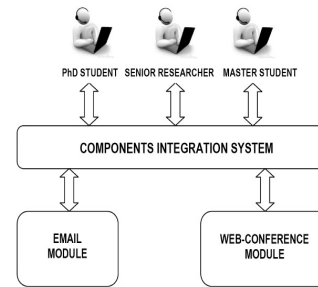 PhD STUDENT SENIOR RESEARCHER MASTER STUDENT
COMPONENTS INTEGRATION SYSTEM
EMAIL
MODULE
WEB-CONFERENCE
MODULE